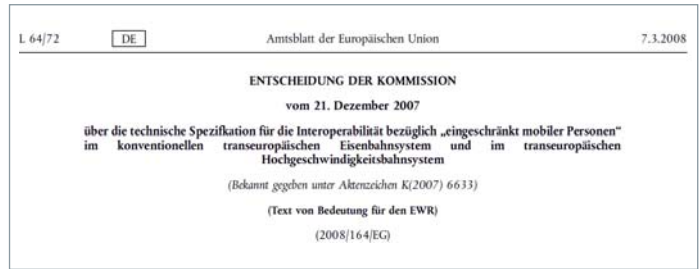 L 64/72 DE Amtsblatt der Europäischen Union 7.3.2008
ENTSCHEIDUNG DER KOMMISSION
vom 21. Dezember 2007
über die technische Spezifkation für die Interoperabilität bezüglich „eingeschränkt mobiler Personen“
im konventionellen transeuropäischen Eisenbahnsystem und im transeuropäischen
Hochgeschwindigkeitsbahnsystem
(Bekannt gegeben unter Aktenzeichen K(2007) 6633)
(Text von Bedeutung für den EWR)
(2008/164/EG)